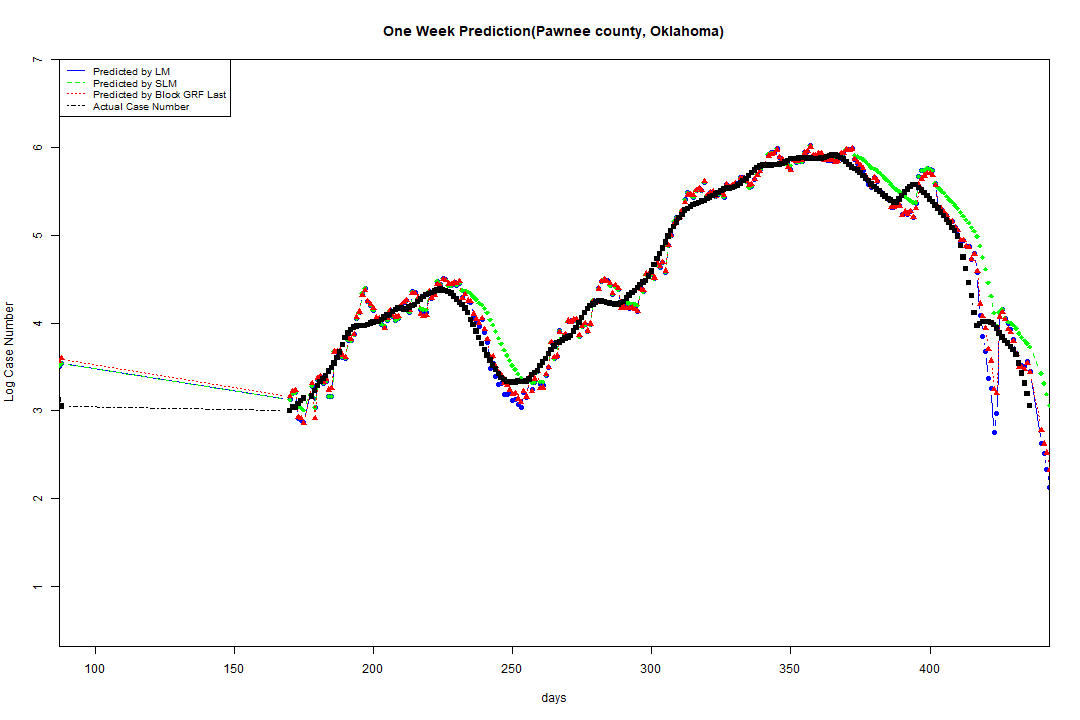 One Week Prediction(Pawnee county, Oklahoma)
Predicted by LM
Predicted by SLM
Predicted by Block GRF Last
Actual Case Number
Log Case Number
7
6
5
4
3
2
1
100 150 200 250 300 350 400
days